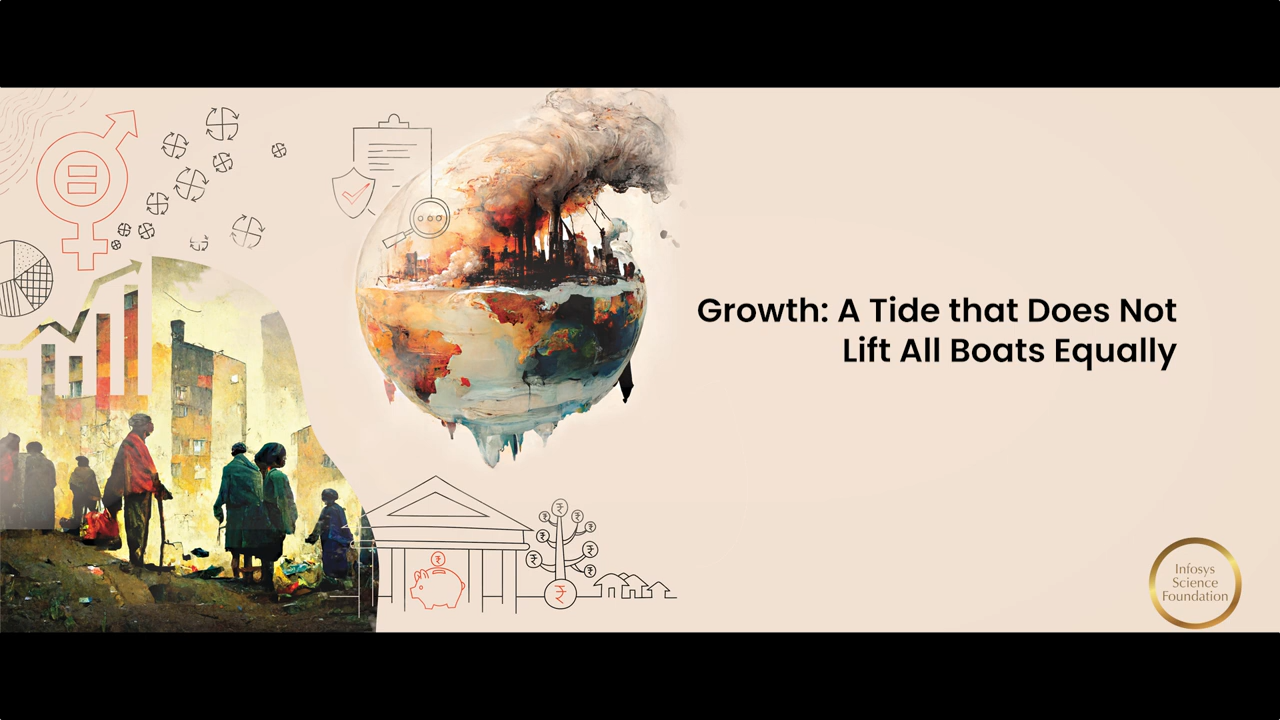 Growth: A Tide that Does Not
Lift All Boats Equally
Infosys
Science
Foundation